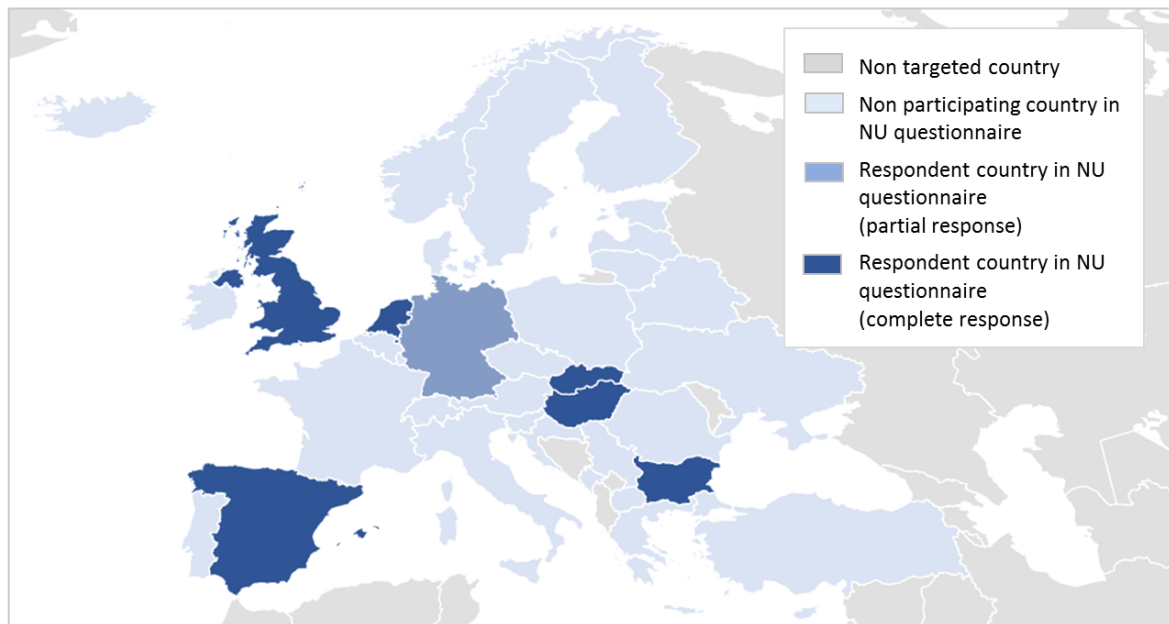 Non targeted country
Non participating country in
NU questionnaire
Respondent country in NU
questionnaire
(partial response)
Respondent country in NU
questionnaire
(complete response)